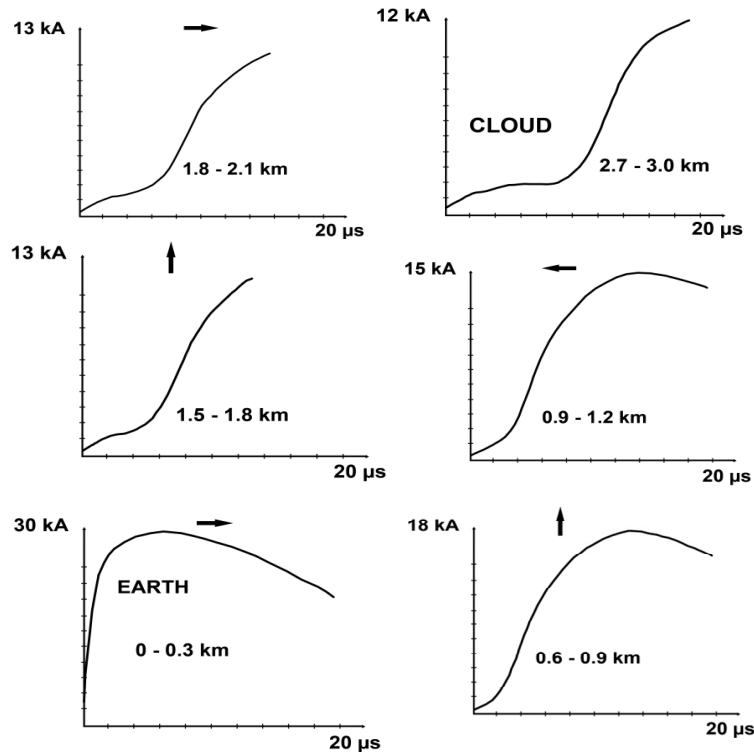 13 kA
1.8 - 2.1 km
20 µs
12 kA
CLOUD
2.7 - 3.0 km
20 µs
13 kA
1.5 - 1.8 km
20 µs
15 kA
0.9 - 1.2 km
20 µs
30 kA
EARTH
0 - 0.3 km
20 µs
18 kA
0.6 - 0.9 km
20 µs